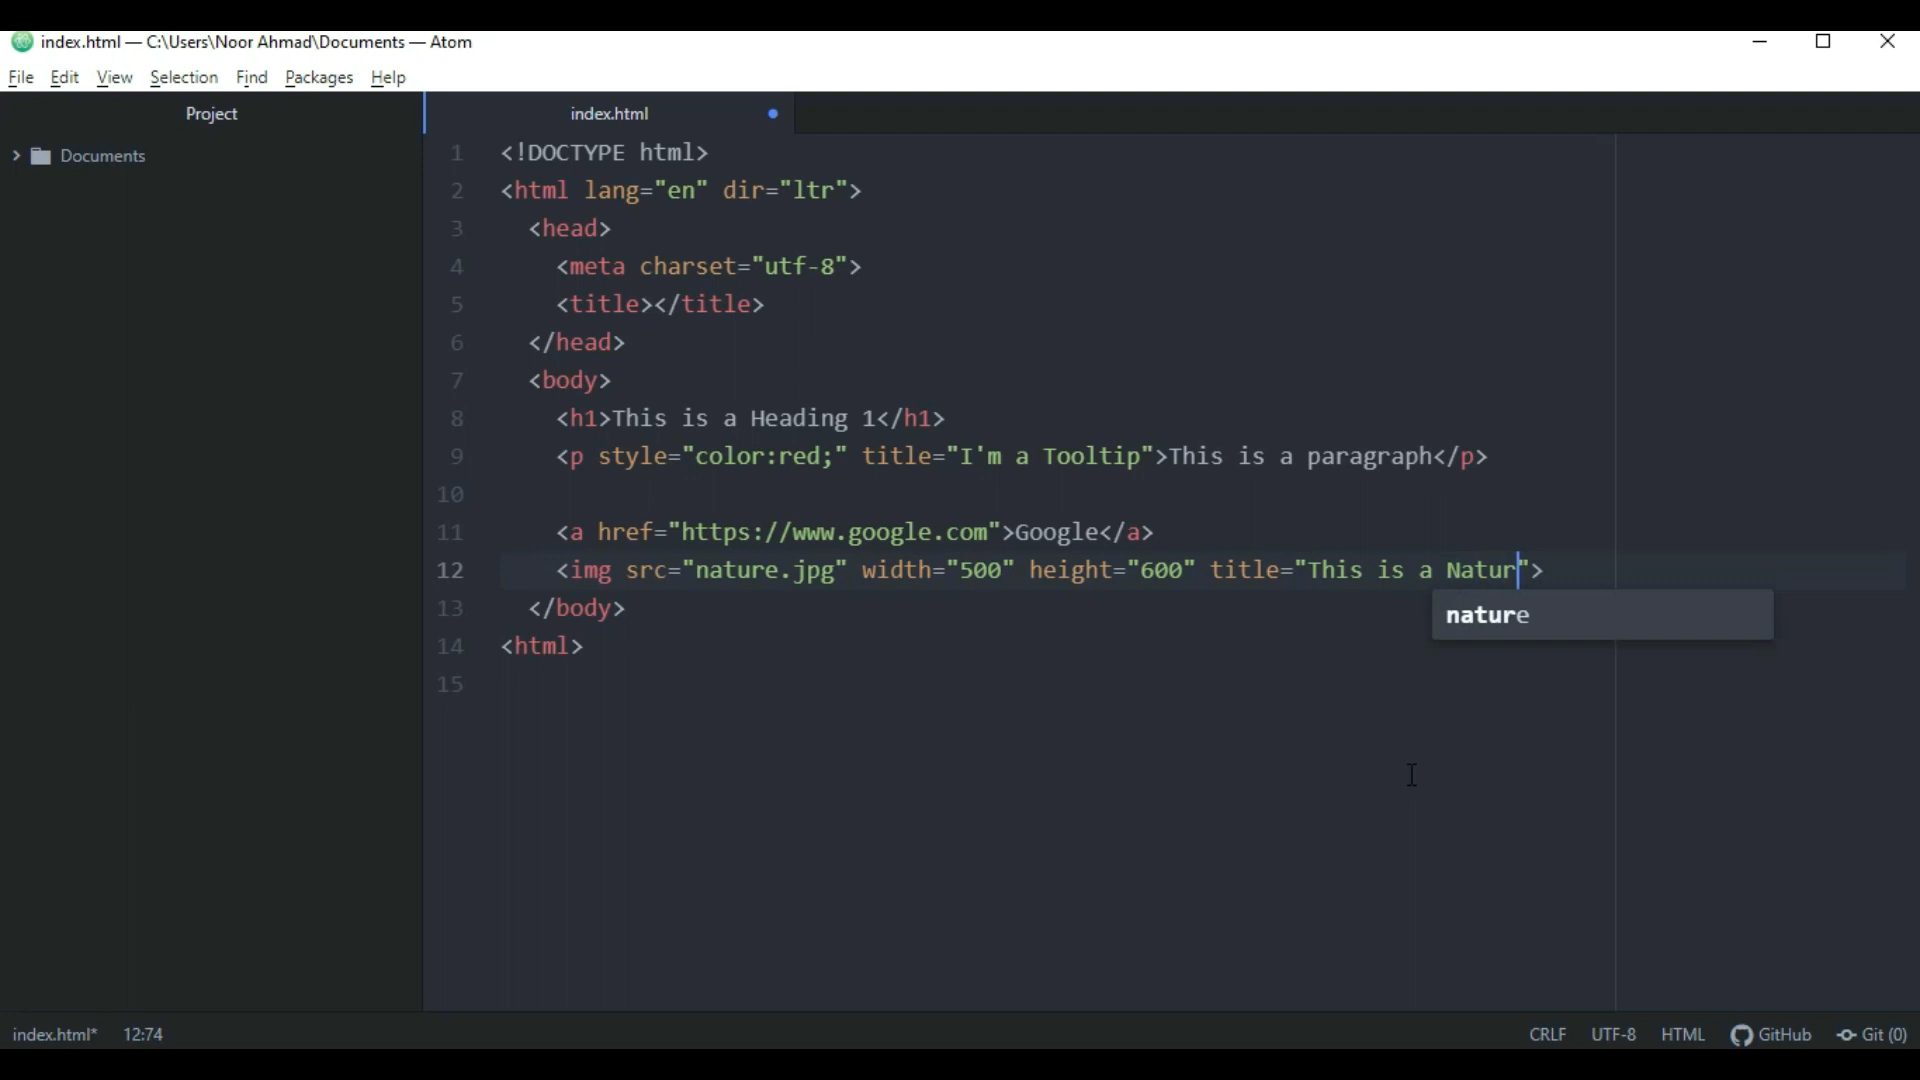 index.html — C:\Users\Noor Ahmad\Documents — Atom
File Edit View Selection Find Packages Help
Project
index.html
Documents
1 <!DOCTYPE html>
2 <html lang="en" dir="ltr">
3 <head>
4 <meta charset="utf-8">
5 <title></title>
6 </head>
7 <body>
8 <h1>This is a Heading 1</h1>
9 <p style="color:red;" title="I'm a Tooltip">This is a paragraph</p>
10
11 <a href="https://www.google.com">Google</a>
12 <img src="nature.jpg" width="500" height="600" title="This is a Natur">
nature
13 </body>
14 <html>
15
index.html* 12:74 CRLF UTF-8 HTML GitHub Git (0)